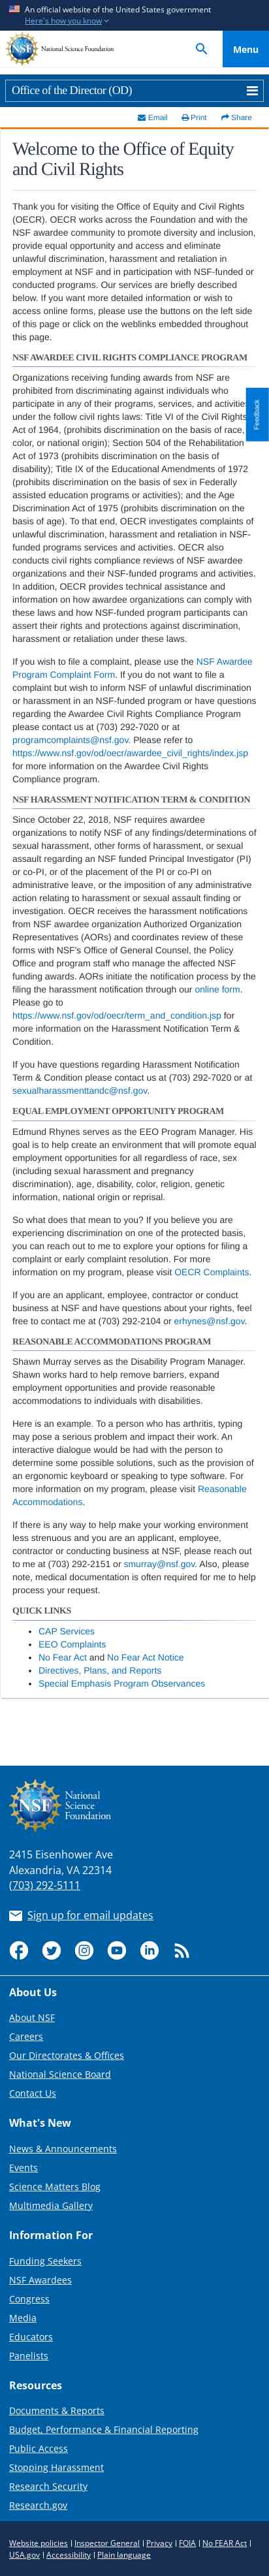 An official website of the United States government
Here's how you know
National Science Foundation
Menu
Office of the Director (OD)
Email Print Share
Welcome to the Office of Equity
and Civil Rights
Thank you for visiting the Office of Equity and Civil Rights
(OECR). OECR works across the Foundation and with the
broader NSF community to promote diversity and inclusion,
equal opportunity, outreach and access and eliminate
unlawful discrimination, harassment, and retaliation in
employment at NSF and in participation with NSF-funded or
conducted programs. Our services are briefly described
below. If you want more detailed information or wish to
access online forms, please use the buttons on the left side
of this page or click on the weblinks embedded throughout
this page.
NSF AWARDEE CIVIL RIGHTS COMPLIANCE PROGRAM
Organizations receiving funding awards from NSF are
prohibited from discriminating against individuals who
participate in any of their programs, services, and activities
under the follow civil rights laws: Title VI of the Civil Rights
Act of 1964, (prohibits discrimination on the basis of race,
color, or national origin); Section 504 of the Rehabilitation
Act of 1973 (prohibits discrimination on the basis of
disability); Title IX of the Educational Amendments of 1972
(prohibits discrimination on the basis of sex in Federally
assisted education programs or activities); and the Age
Discrimination Act of 1975 (prohibits discrimination on the
basis of age). To that end, OECR investigates complaints of
unlawful discrimination, harassment and retaliation in NSF-
funded programs services and activities. OECR also
conducts civil rights compliance reviews of NSF awardee
organizations and their NSF-funded programs and activities.
In addition, OECR provides technical assistance and
information to how awardee organizations can comply with
these laws and how NSF-funded program participants can
assert their rights and protections against discrimination,
harassment or retaliation under these laws.
If you wish to file a complaint, please use the NSF Awardee
Program Complaint Form. If you do not want to file a
complaint but wish to inform NSF of unlawful discrimination
or harassment in an NSF-funded program or have questions
regarding the Awardee Civil Rights Compliance Program
please contact us at (703) 292-7020 or at
programcomplaints@nsf.gov. Please refer to
https://www.nsf.gov/od/oecr/awardee_civil_rights/index.jsp
for more information on the Awardee Civil Rights
Compliance program.
NSF HARASSMENT NOTIFICATION TERM & CONDITION
Since October 22, 2018, NSF requires awardee
organizations to notify NSF of any findings/determinations of
sexual harassment, other forms of harassment, or sexual
assault regarding an NSF funded Principal Investigator (PI)
or co-PI, or of the placement of the PI or co-PI on
administrative leave, or the imposition of any administrative
action relating to harassment or sexual assault finding or
investigation. OECR receives the harassment notifications
from NSF awardee organization Authorized Organization
Representatives (AORs) and coordinates review of these
forms with NSF's Office of General Counsel, the Policy
Office and program staff who manage the affected NSF
funding awards. AORs initiate the notification process by the
filing the harassment notification through our online form.
Please go to
https://www.nsf.gov/od/oecr/term_and_condition.jsp for
more information on the Harassment Notification Term &
Condition.
If you have questions regarding Harassment Notification
Term & Condition please contact us at (703) 292-7020 or at
sexualharassmenttandc@nsf.gov.
EQUAL EMPLOYMENT OPPORTUNITY PROGRAM
Edmund Rhynes serves as the EEO Program Manager. His
goal is to help create an environment that will promote equal
employment opportunities for all regardless of race, sex
(including sexual harassment and pregnancy
discrimination), age, disability, color, religion, genetic
information, national origin or reprisal.
So what does that mean to you? If you believe you are
experiencing discrimination on one of the protected basis,
you can reach out to me to explore your options for filing a
complaint or early complaint resolution. For more
information on my program, please visit OECR Complaints.
If you are an applicant, employee, contractor or conduct
business at NSF and have questions about your rights, feel
free to contact me at (703) 292-2104 or erhynes@nsf.gov.
REASONABLE ACCOMMODATIONS PROGRAM
Shawn Murray serves as the Disability Program Manager.
Shawn works hard to help remove barriers, expand
employment opportunities and provide reasonable
accommodations to individuals with disabilities.
Here is an example. To a person who has arthritis, typing
may pose a serious problem and impact their work. An
interactive dialogue would be had with the person to
determine some possible solutions, such as the provision of
an ergonomic keyboard or speaking to type software. For
more information on my program, please visit Reasonable
Accommodations.
If there is any way to help make your working environment
less strenuous and you are an applicant, employee,
contractor or conducting business at NSF, please reach out
to me at (703) 292-2151 or smurray@nsf.gov. Also, please
note, medical documentation is often required for me to help
process your request.
QUICK LINKS
CAP Services
EEO Complaints
No Fear Act and No Fear Act Notice
Directives, Plans, and Reports
Special Emphasis Program Observances
Feedback
NSF
National
Science
Foundation
2415 Eisenhower Ave
Alexandria, VA 22314
(703) 292-5111
Sign up for email updates
About Us
About NSF
Careers
Our Directorates & Offices
National Science Board
Contact Us
What's New
News & Announcements
Events
Science Matters Blog
Multimedia Gallery
Information For
Funding Seekers
NSF Awardees
Congress
Media
Educators
Panelists
Resources
Documents & Reports
Budget, Performance & Financial Reporting
Public Access
Stopping Harassment
Research Security
Research.gov
Website policies | Inspector General | Privacy | FOIA | No FEAR Act |
USA.gov | Accessibility | Plain language